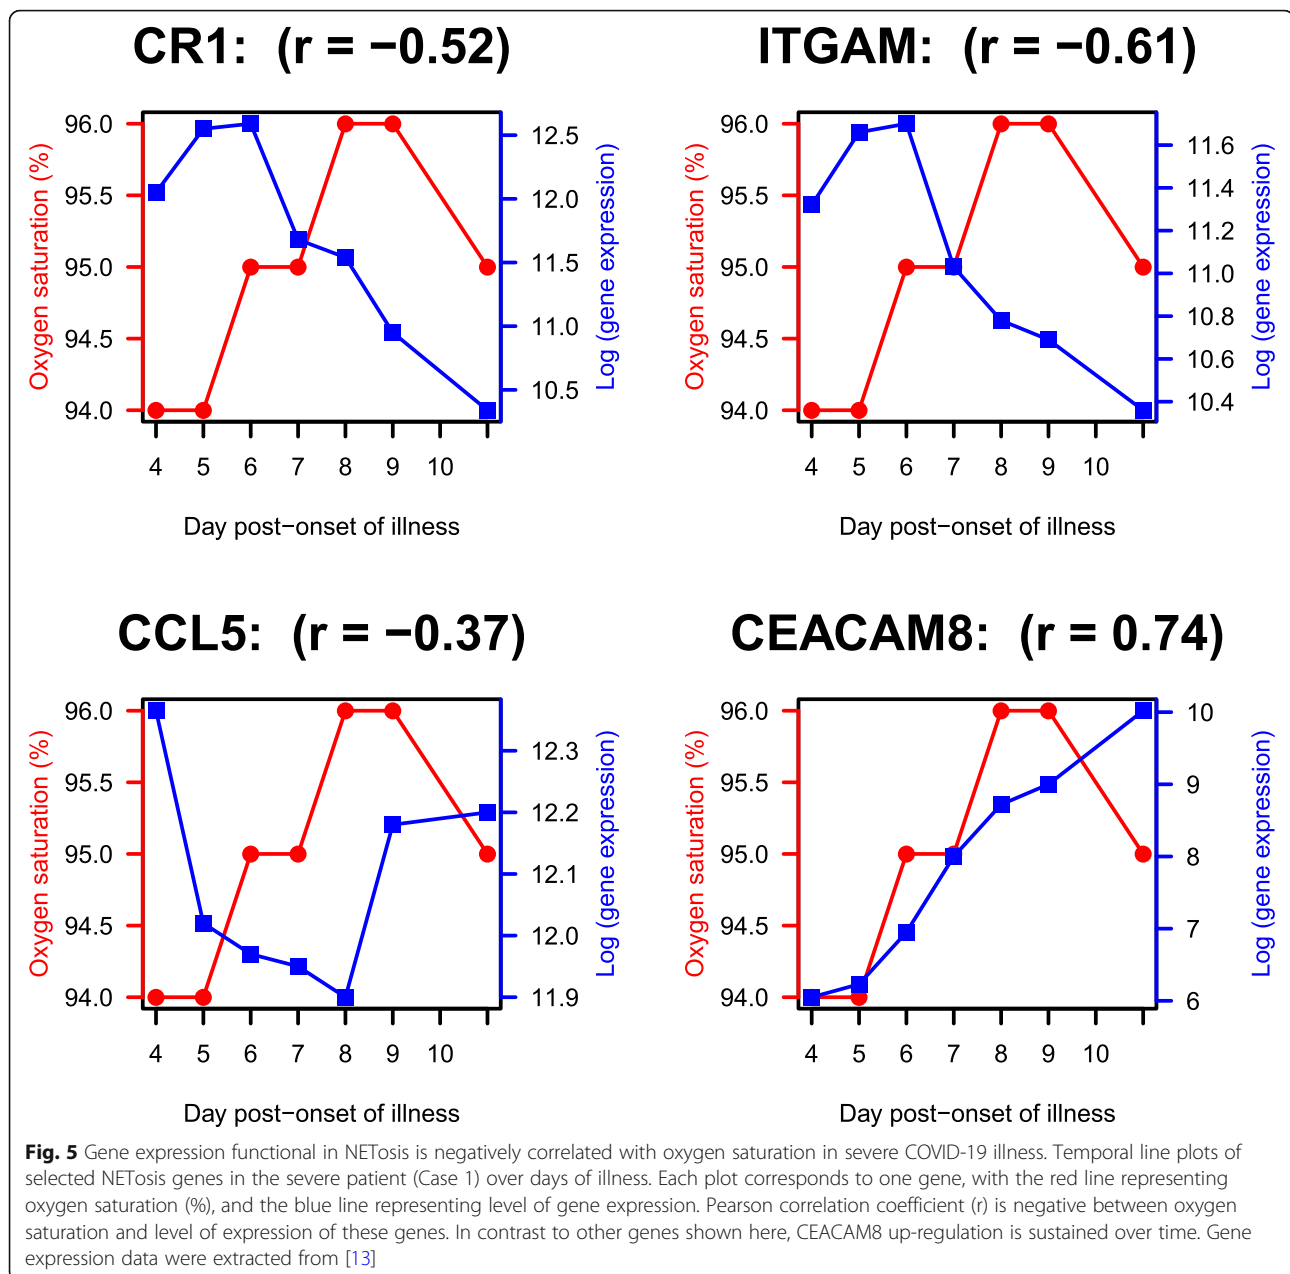 CR1: (r = −0.52)
ITGAM: (r = −0.61)
96.0
95.5
95.0
94.5
94.0
Oxygen saturation (%)
12.5
12.0
11.5
11.0
10.5
Log (gene expression)
4 5 6 7 8 9 10
Day post−onset of illness
96.0
95.5
95.0
94.5
94.0
Oxygen saturation (%)
11.6
11.4
11.2
11.0
10.8
10.6
10.4
Log (gene expression)
4 5 6 7 8 9 10
Day post−onset of illness
CCL5: (r = −0.37)
CEACAM8: (r = 0.74)
96.0
95.5
95.0
94.5
94.0
Oxygen saturation (%)
12.3
12.2
12.1
12.0
11.9
Log (gene expression)
4 5 6 7 8 9 10
Day post−onset of illness
96.0
95.5
95.0
94.5
94.0
Oxygen saturation (%)
10
9
8
7
6
Log (gene expression)
4 5 6 7 8 9 10
Day post−onset of illness
Fig. 5 Gene expression functional in NETosis is negatively correlated with oxygen saturation in severe COVID-19 illness. Temporal line plots of
selected NETosis genes in the severe patient (Case 1) over days of illness. Each plot corresponds to one gene, with the red line representing
oxygen saturation (%), and the blue line representing level of gene expression. Pearson correlation coefficient (r) is negative between oxygen
saturation and level of expression of these genes. In contrast to other genes shown here, CEACAM8 up-regulation is sustained over time. Gene
expression data were extracted from [13]